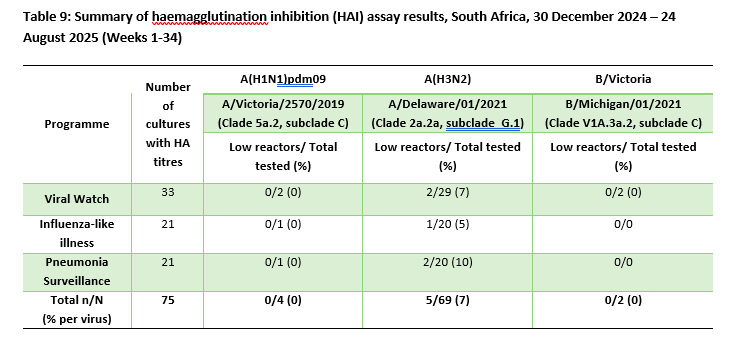 Table 9: Summary of haemagglutination inhibition (HAI) assay results, South Africa, 30 December 2024 – 24
August 2025 (Weeks 1-34)
Programme
Number
of
cultures
with HA
titres
A(H1N1)pdm09
A(H3N2)
B/Victoria
A/Victoria/2570/2019
(Clade 5a.2, subclade C)
A/Delaware/01/2021
(Clade 2a.2a, subclade G.1)
B/Michigan/01/2021
(Clade V1A.3a.2, subclade C)
Low reactors/ Total
tested (%)
Low reactors/ Total tested
(%)
Low reactors/ Total tested
(%)
Viral Watch 33 0/2 (0) 2/29 (7) 0/2 (0)
Influenza-like
illness
21 0/1 (0) 1/20 (5) 0/0
Pneumonia
Surveillance
21 0/1 (0) 2/20 (10) 0/0
Total n/N
(% per virus)
75 0/4 (0) 5/69 (7) 0/2 (0)